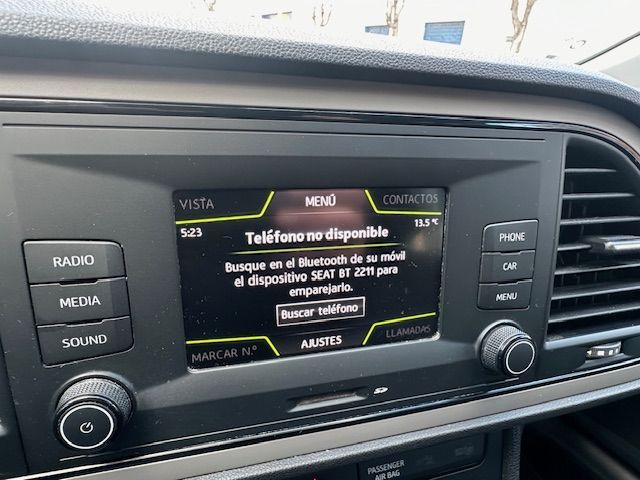 VISTA
MENÚ
CONTACTOS
5:23
13.5 °C
Teléfono no disponible
Busque en el Bluetooth de su móvil
el dispositivo SEAT BT 2211 para
emparejarlo.
Buscar teléfono
MARCAR N.º
AJUSTES
LLAMADAS
RADIO
MEDIA
SOUND
PHONE
CAR
MENU
SD
PASSENGER
AIR BAG